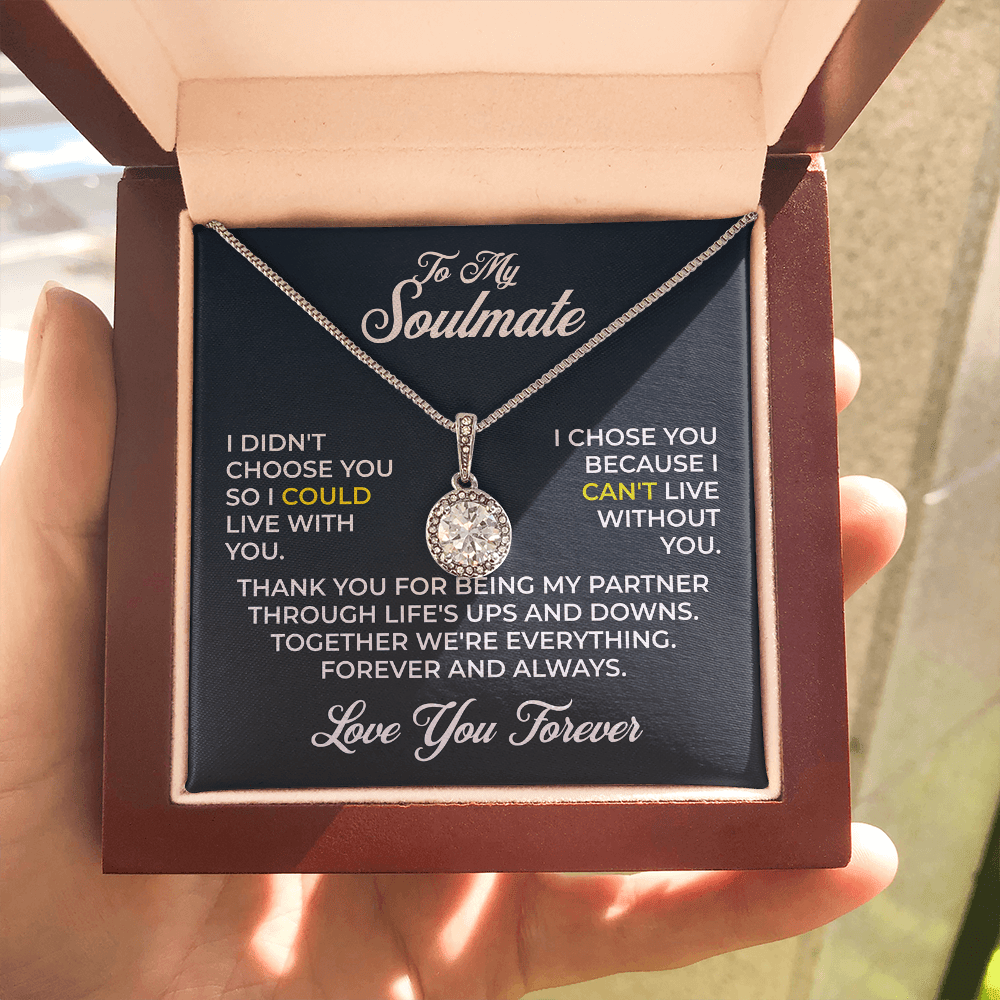 To My
Soulmate
I DIDN'T
CHOOSE YOU
SO I COULD
LIVE WITH
YOU.
I CHOSE YOU
BECAUSE I
CAN'T LIVE
WITHOUT
YOU.
THANK YOU FOR BEING MY PARTNER
THROUGH LIFE'S UPS AND DOWNS.
TOGETHER WE'RE EVERYTHING.
FOREVER AND ALWAYS.
Love You Forever